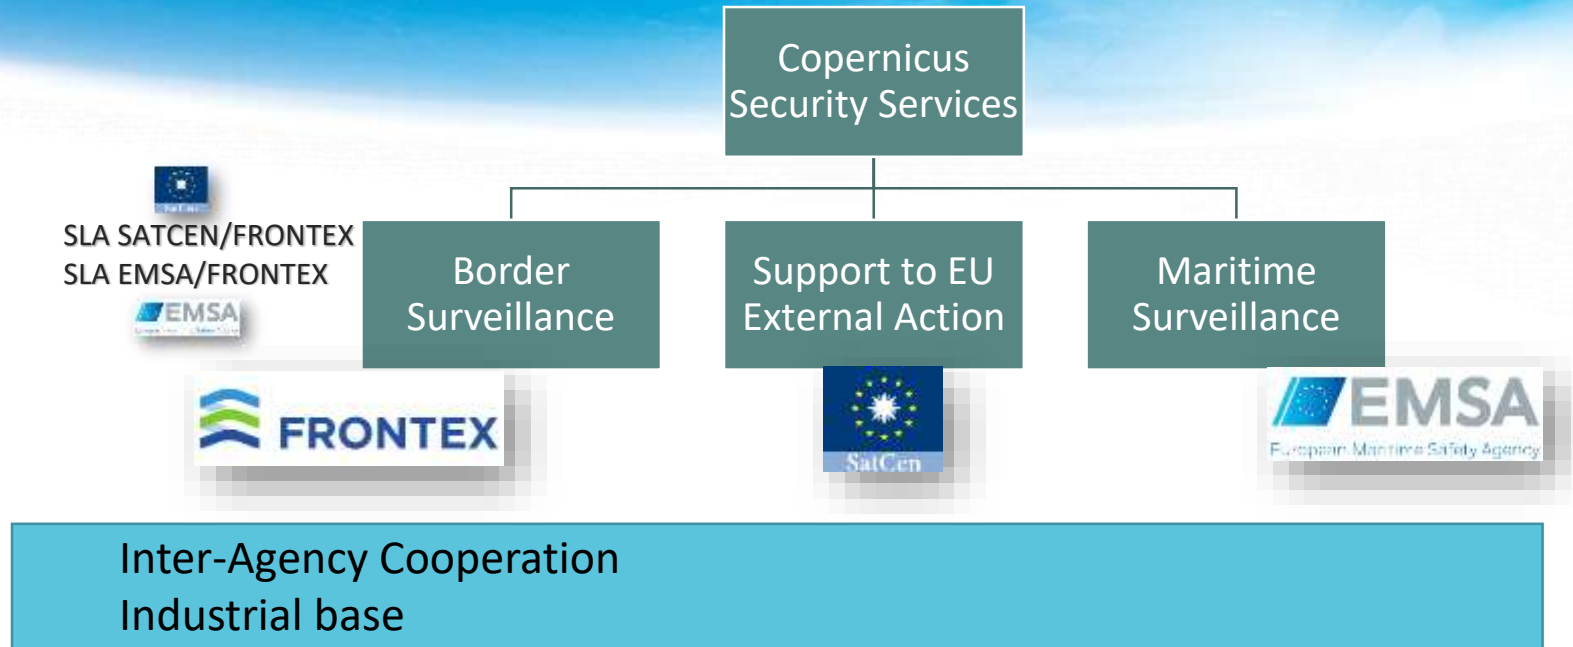 Copernicus
Security Services
SatCen
SLA SATCEN/FRONTEX
SLA EMSA/FRONTEX
EMSA
Border
Surveillance
Support to EU
External Action
Maritime
Surveillance
FRONTEX
SatCen
EMSA
European Maritime Safety Agency
Inter-Agency Cooperation
Industrial base